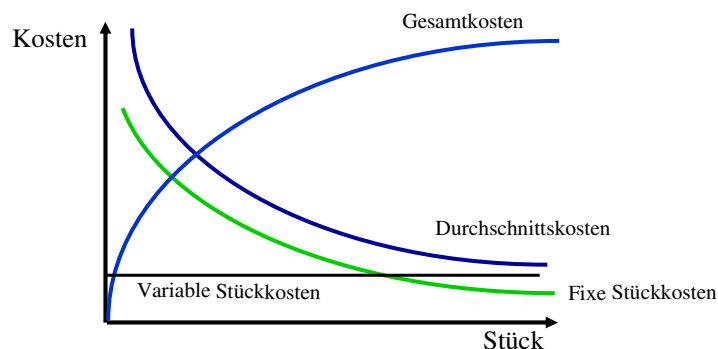 Gesamtkosten
Kosten
Durchschnittskosten
Variable Stückkosten
Fixe Stückkosten
Stück